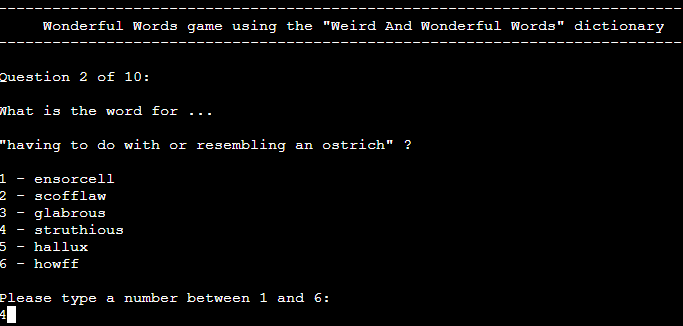 --------------------------------------------------------------------------------
Wonderful Words game using the "Weird And Wonderful Words" dictionary
--------------------------------------------------------------------------------
Question 2 of 10:
What is the word for ...
"having to do with or resembling an ostrich" ?
1 - ensorcell
2 - scofflaw
3 - glabrous
4 - struthious
5 - hallux
6 - howff
Please type a number between 1 and 6:
4